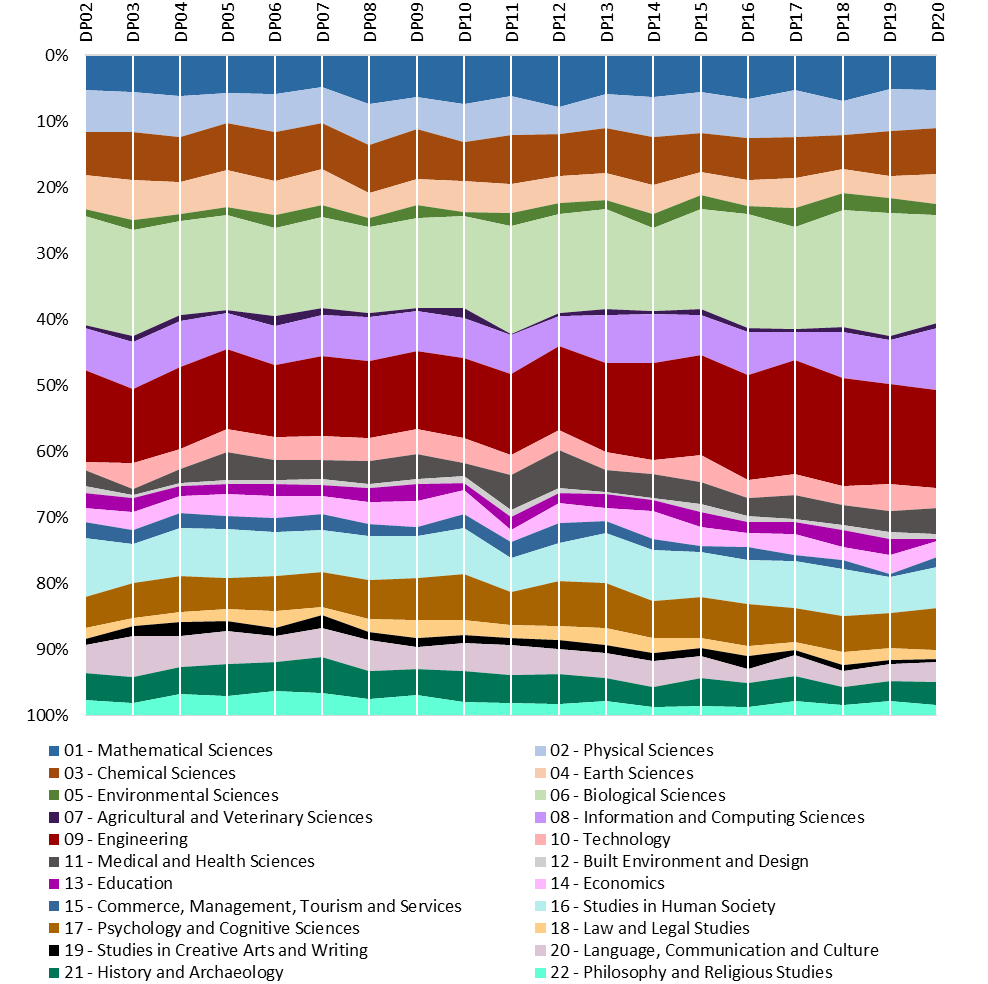 DP02 DP03 DP04 DP05 DP06 DP07 DP08 DP09 DP10 DP11 DP12 DP13 DP14 DP15 DP16 DP17 DP18 DP19 DP20
0%
10%
20%
30%
40%
50%
60%
70%
80%
90%
100%
01 - Mathematical Sciences
02 - Physical Sciences
03 - Chemical Sciences
04 - Earth Sciences
05 - Environmental Sciences
06 - Biological Sciences
07 - Agricultural and Veterinary Sciences
08 - Information and Computing Sciences
09 - Engineering
10 - Technology
11 - Medical and Health Sciences
12 - Built Environment and Design
13 - Education
14 - Economics
15 - Commerce, Management, Tourism and Services
16 - Studies in Human Society
17 - Psychology and Cognitive Sciences
18 - Law and Legal Studies
19 - Studies in Creative Arts and Writing
20 - Language, Communication and Culture
21 - History and Archaeology
22 - Philosophy and Religious Studies